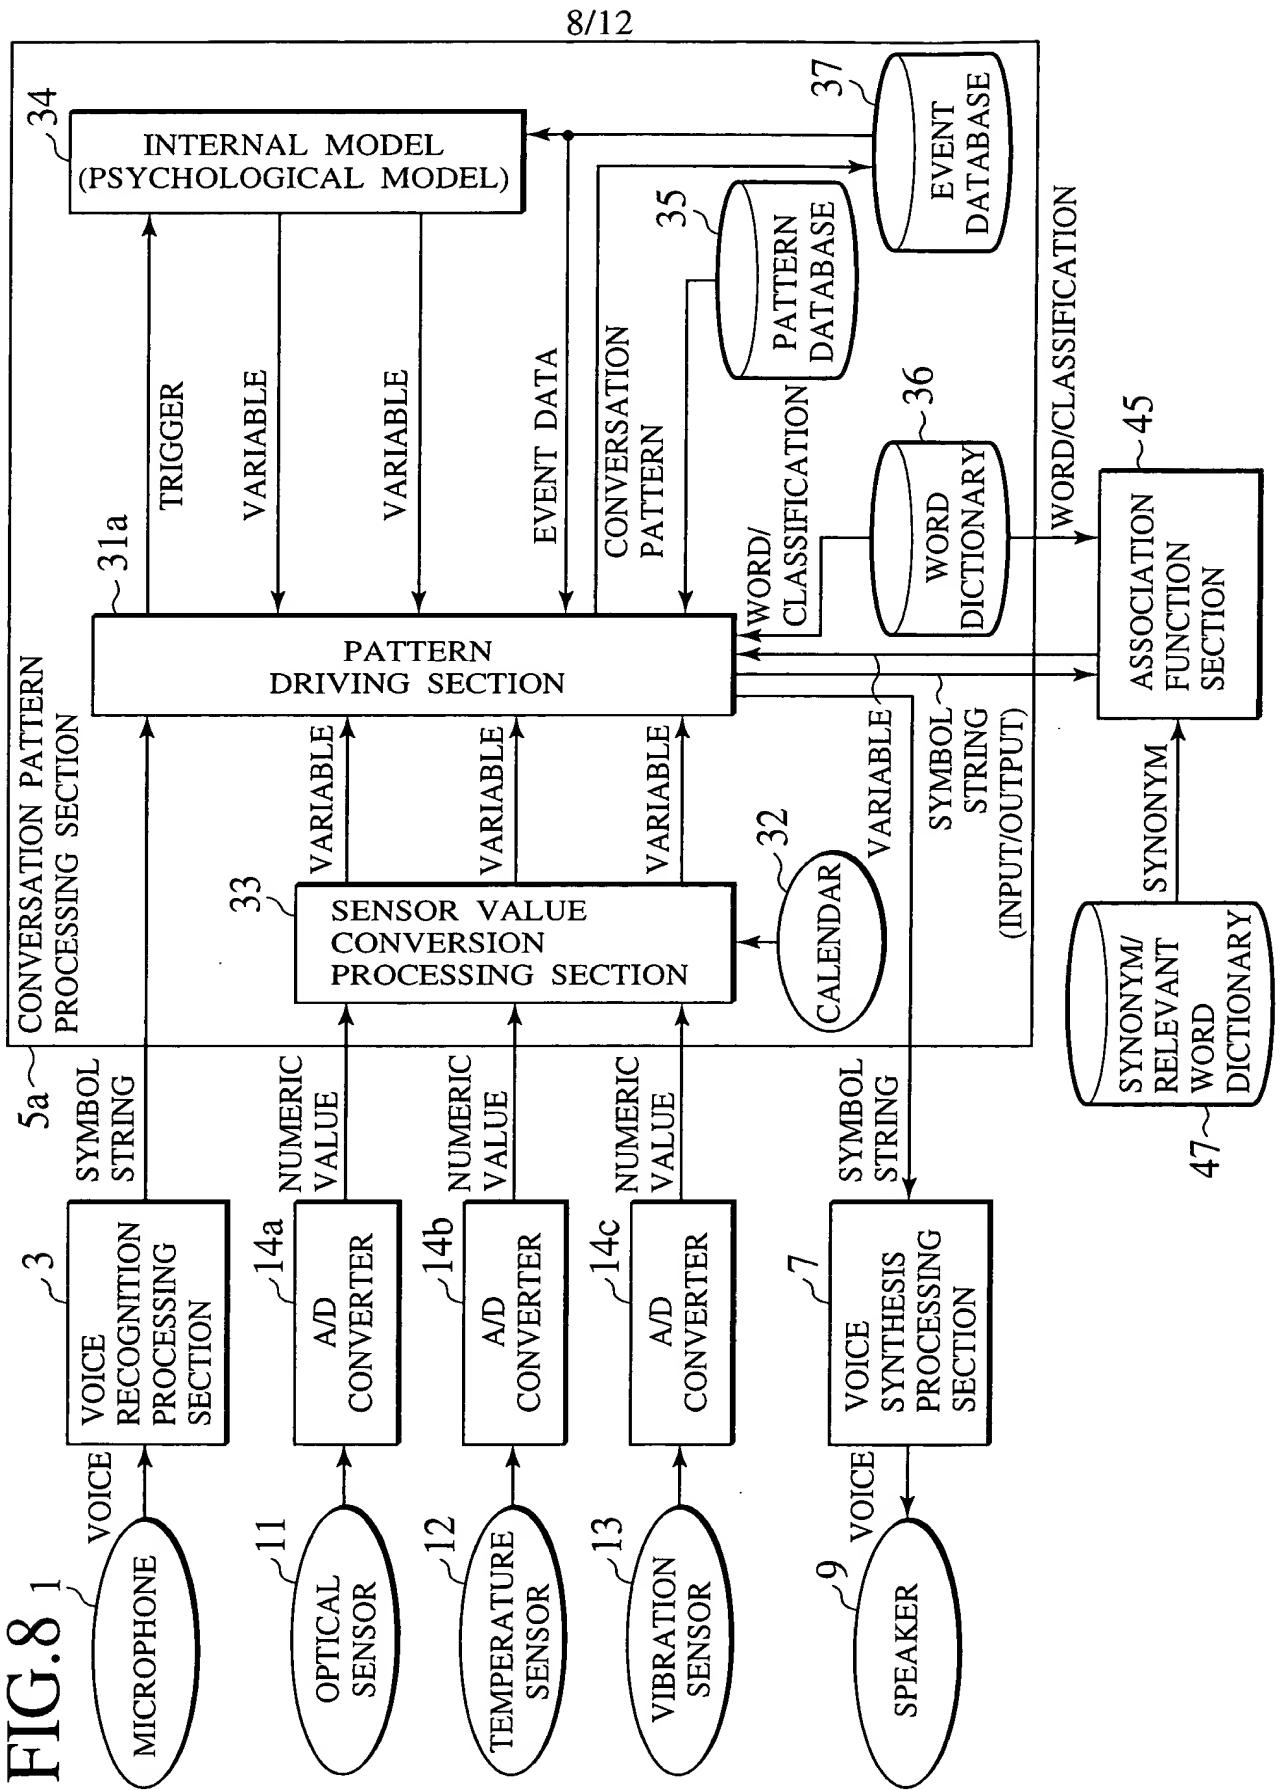 8/12
FIG.8
CONVERSATION PATTERN
PROCESSING SECTION
5a
1
MICROPHONE
VOICE
3
VOICE
RECOGNITION
PROCESSING
SECTION
SYMBOL
STRING
11
OPTICAL
SENSOR
14a
A/D
CONVERTER
NUMERIC
VALUE
12
TEMPERATURE
SENSOR
14b
A/D
CONVERTER
NUMERIC
VALUE
13
VIBRATION
SENSOR
14c
A/D
CONVERTER
NUMERIC
VALUE
9
SPEAKER
VOICE
7
VOICE
SYNTHESIS
PROCESSING
SECTION
SYMBOL
STRING
33
SENSOR VALUE
CONVERSION
PROCESSING SECTION
32
CALENDAR
VARIABLE
VARIABLE
VARIABLE
31a
PATTERN
DRIVING SECTION
TRIGGER
VARIABLE
VARIABLE
EVENT DATA
CONVERSATION
PATTERN
34
INTERNAL MODEL
(PSYCHOLOGICAL MODEL)
35
PATTERN
DATABASE
37
EVENT
DATABASE
WORD/
CLASSIFICATION
36
WORD
DICTIONARY
WORD/CLASSIFICATION
VARIABLE
SYMBOL
STRING
(INPUT/OUTPUT)
45
ASSOCIATION
FUNCTION
SECTION
SYNONYM
47
SYNONYM/
RELEVANT
WORD
DICTIONARY